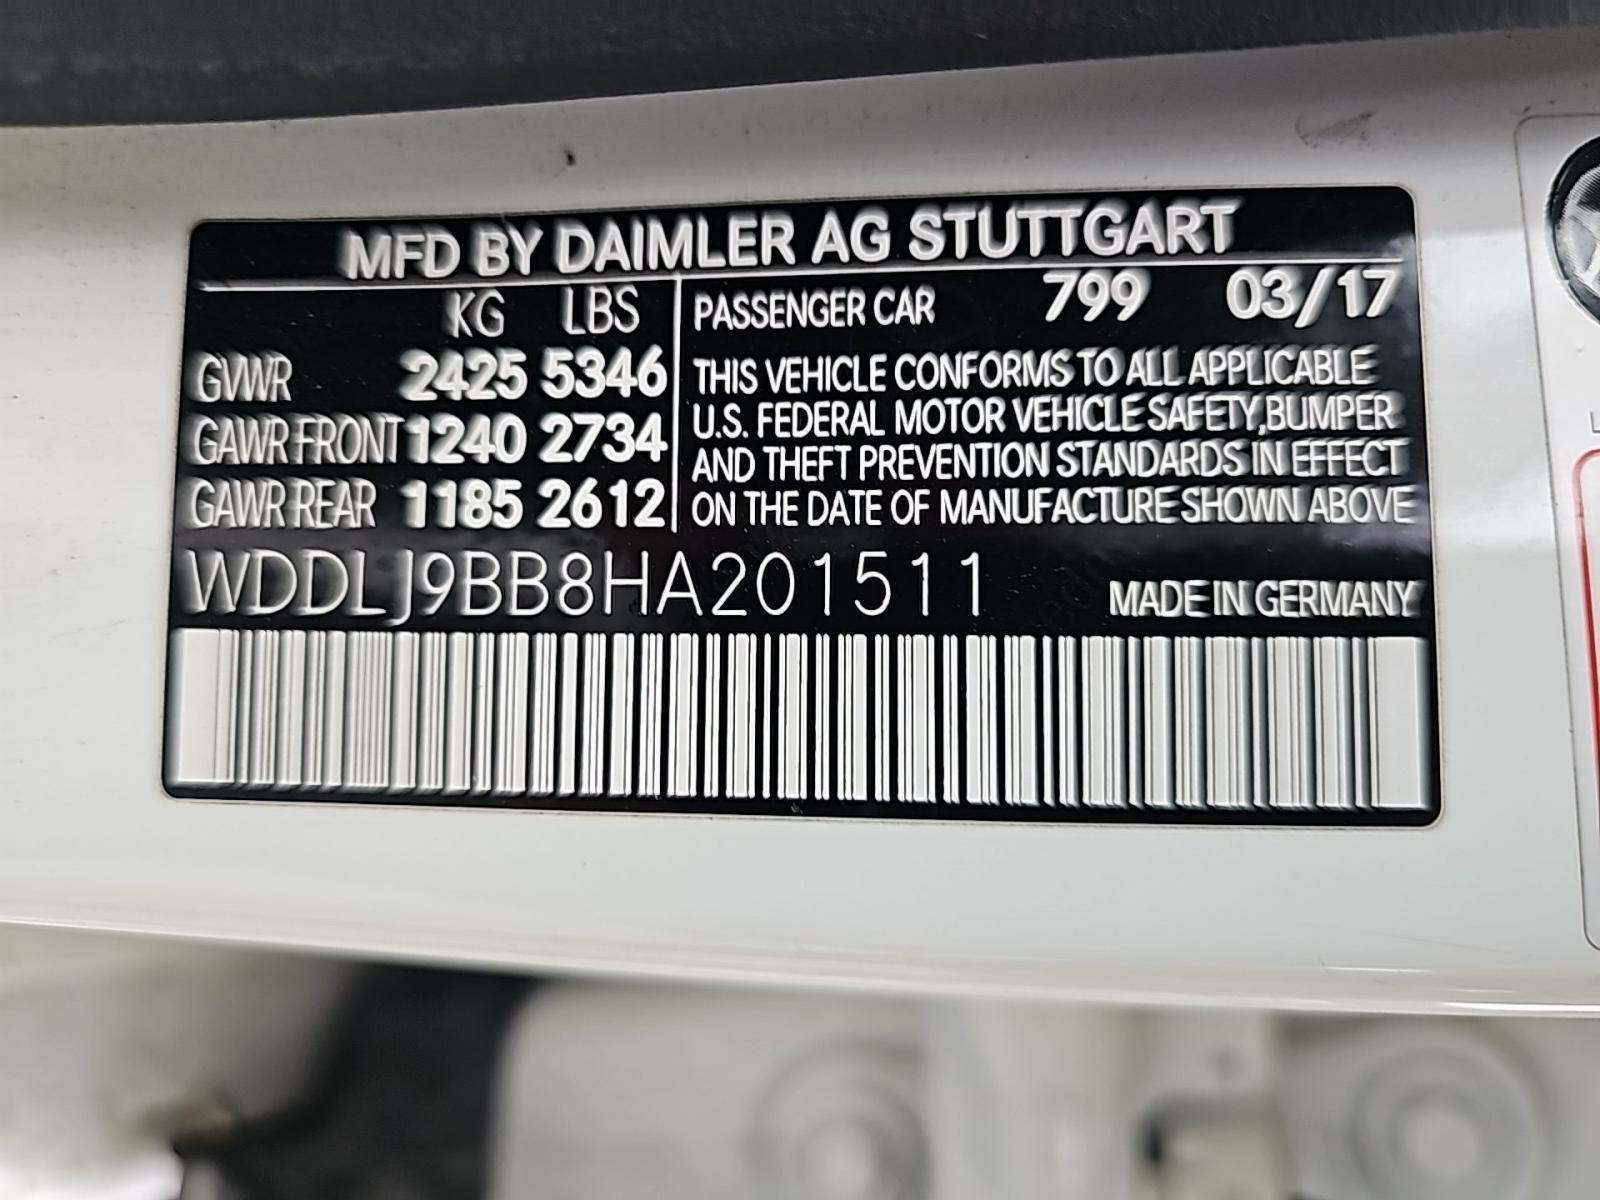 MFD BY DAIMLER AG STUTTGART
KG LBS PASSENGER CAR 799 03/17
GVWR 2425 5346
GAWR FRONT 1240 2734
GAWR REAR 1185 2612
THIS VEHICLE CONFORMS TO ALL APPLICABLE
U.S. FEDERAL MOTOR VEHICLE SAFETY,BUMPER
AND THEFT PREVENTION STANDARDS IN EFFECT
ON THE DATE OF MANUFACTURE SHOWN ABOVE
WDDLJ9BB8HA201511 MADE IN GERMANY
L